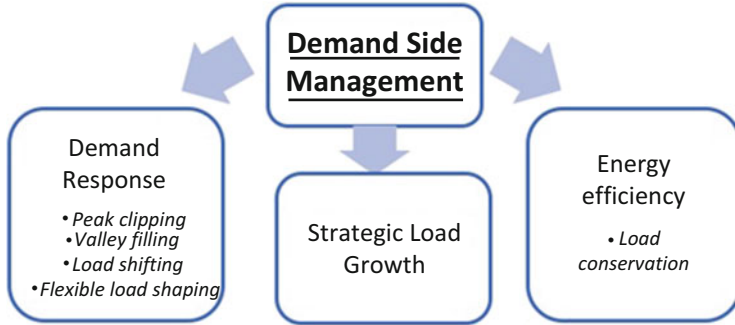 Demand Side
Management
Demand
Response
• Peak clipping
• Valley filling
• Load shifting
• Flexible load shaping
Strategic Load
Growth
Energy
efficiency
• Load
conservation